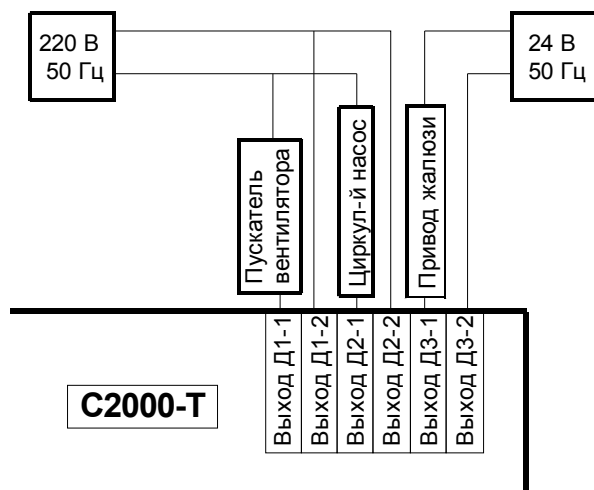 220 В
50 Гц
24 В
50 Гц
Пускатель
вентилятора
Циркул-й насос
Привод жалюзи
Выход Д1-1
Выход Д1-2
Выход Д2-1
Выход Д2-2
Выход Д3-1
Выход Д3-2
С2000-Т